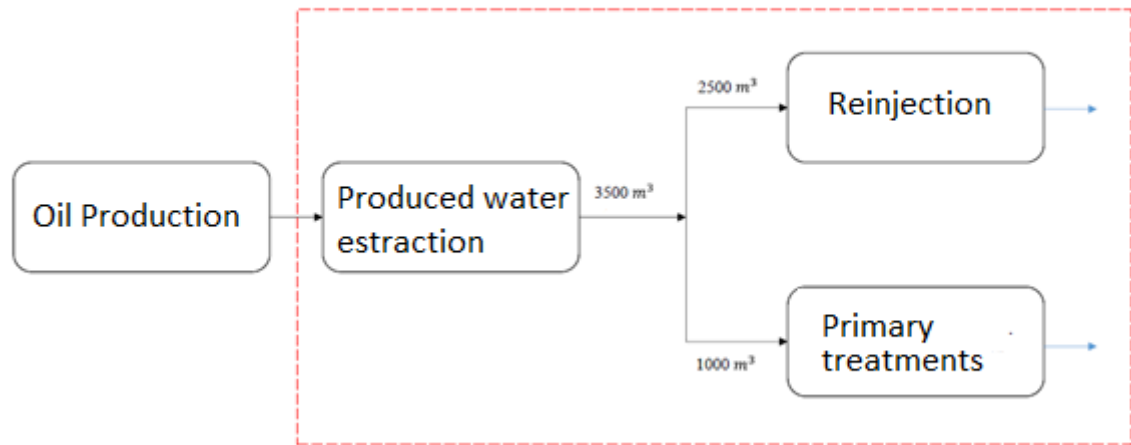 Oil Production
Produced water
estraction
3500 m³
2500 m³
Reinjection
1000 m³
Primary
treatments